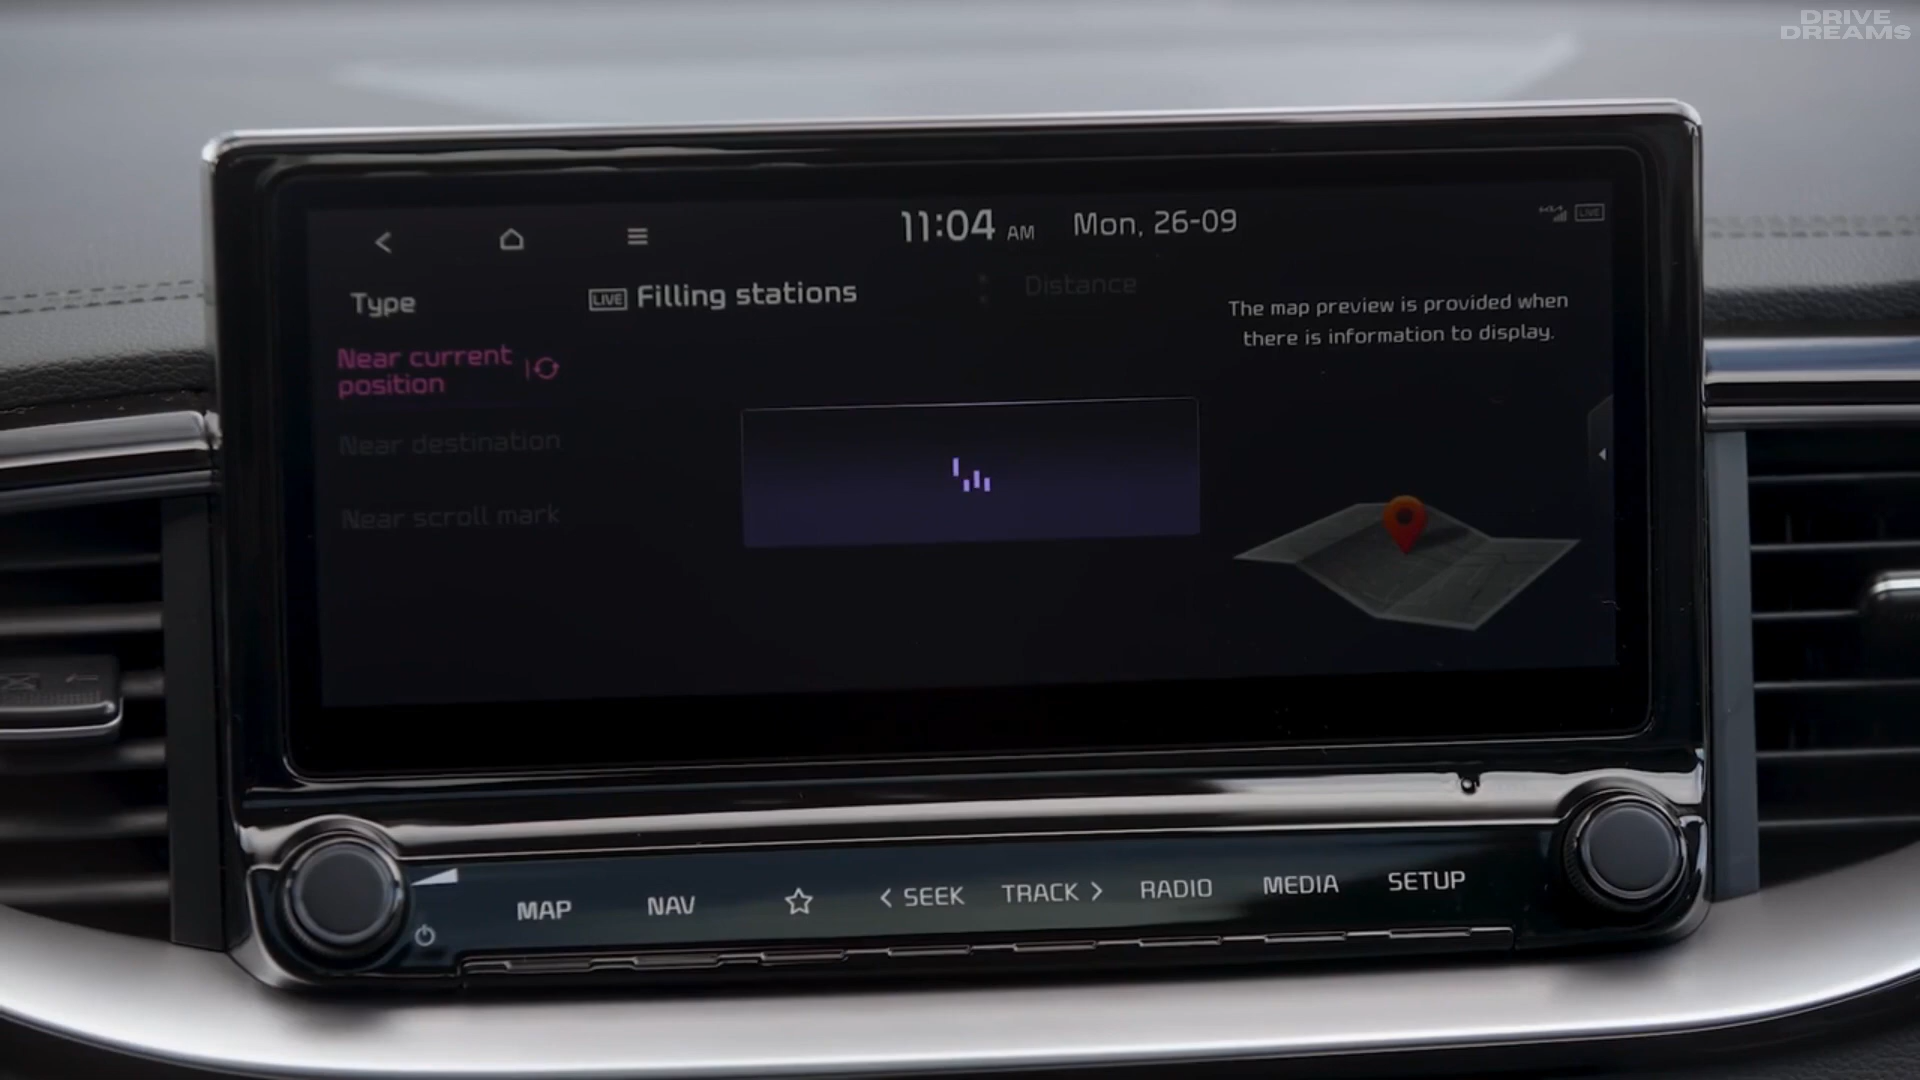 DRIVE
DREAMS
11:04 AM Mon, 26-09
LIVE
Type
LIVE Filling stations
Distance
The map preview is provided when
there is information to display.
Near current
position
Near destination
Near scroll mark
MAP
NAV
< SEEK
TRACK >
RADIO
MEDIA
SETUP